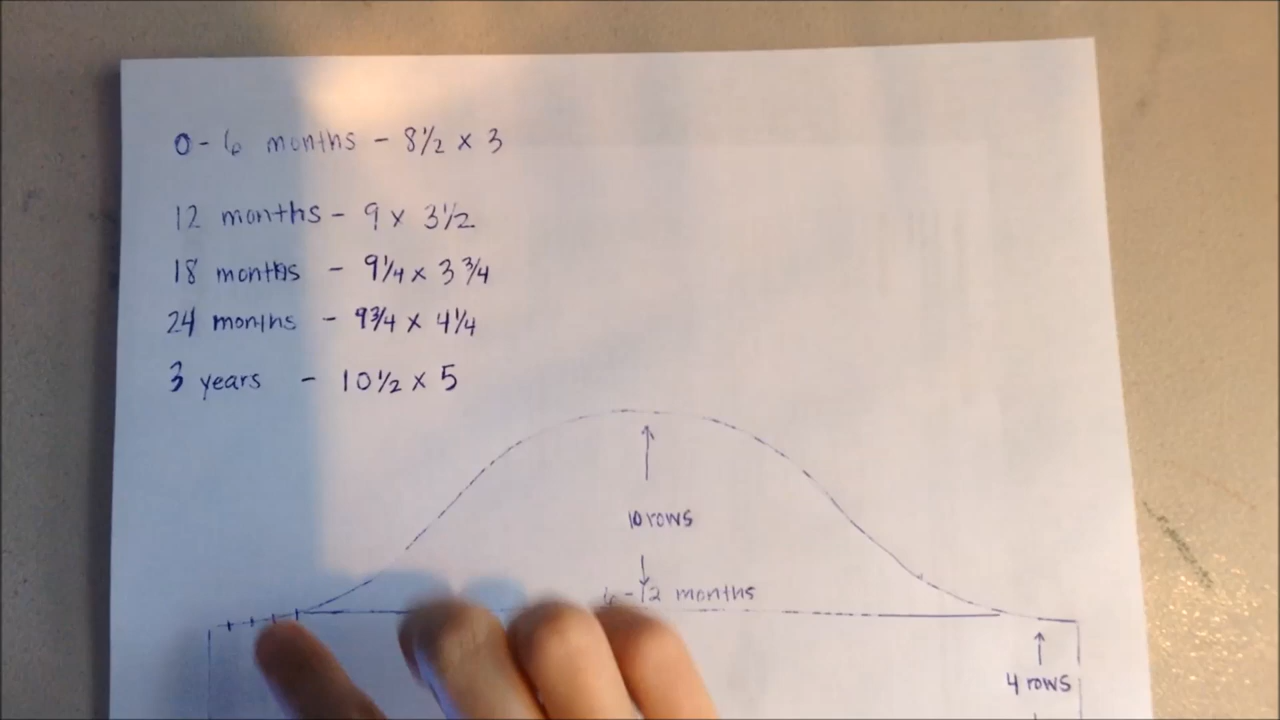 0-6 months - 8½ x 3
12 months - 9 x 3½
18 months - 9¼ x 3¾
24 months - 9¾ x 4¼
3 years - 10½ x 5
10 rows
6-12 months
4 rows